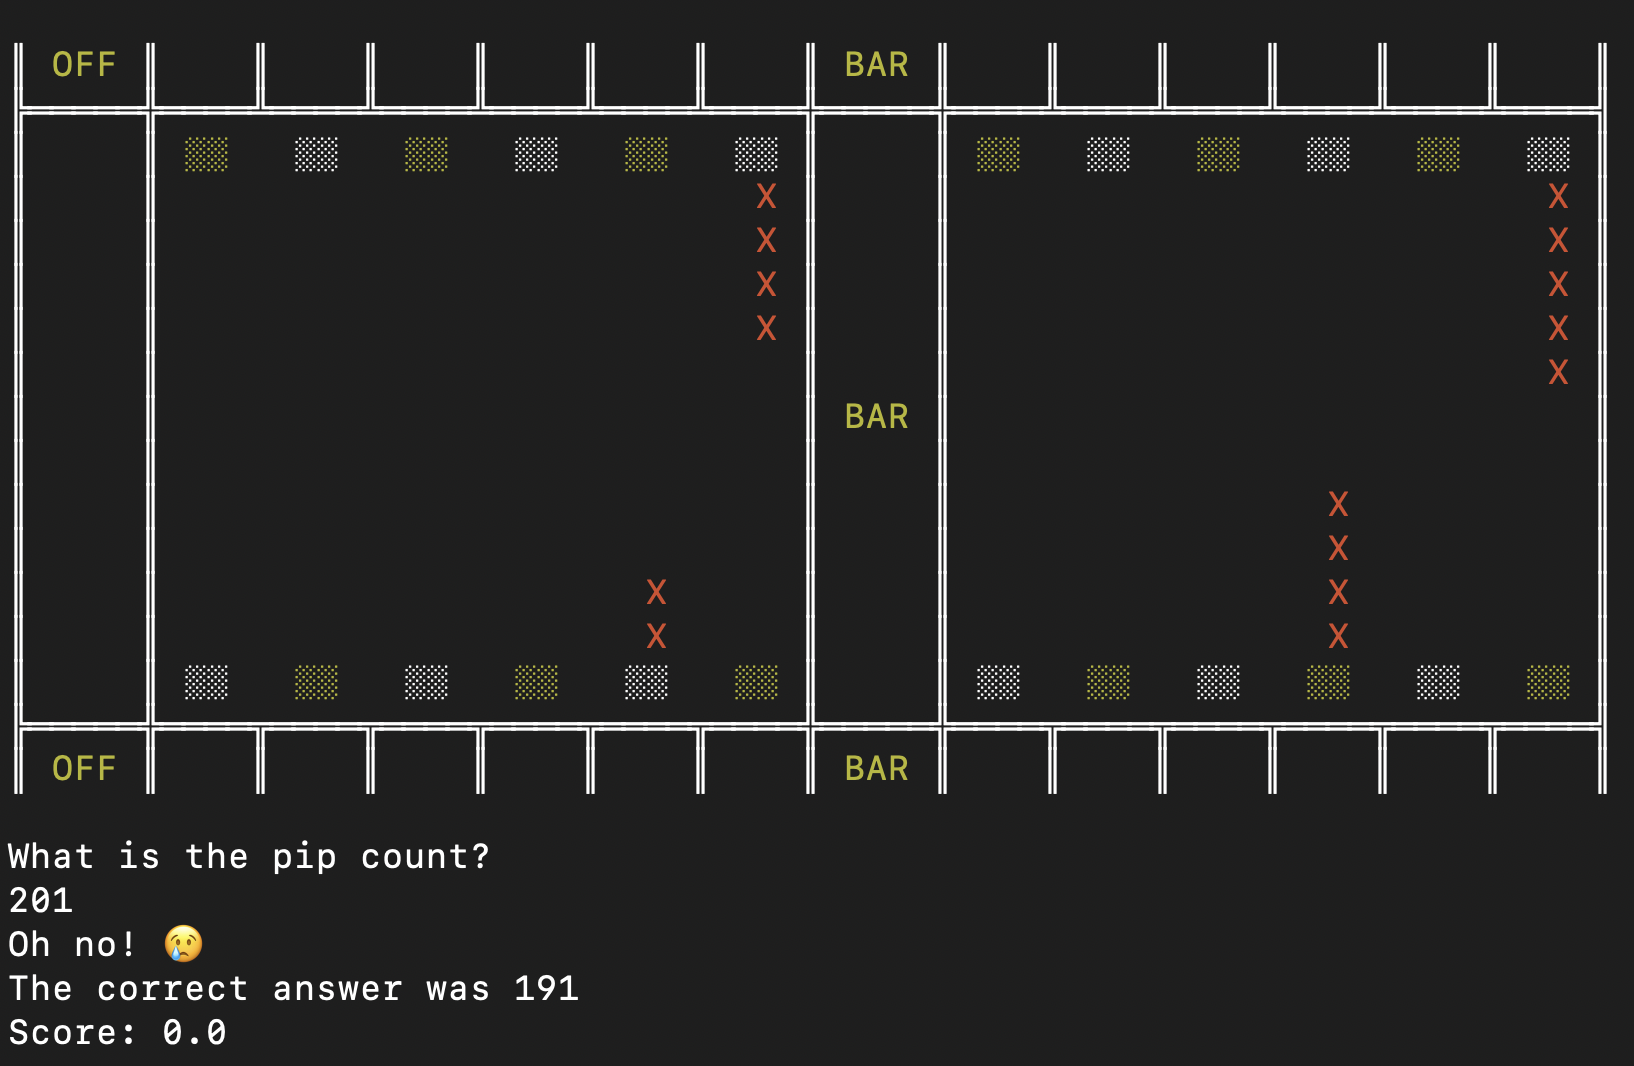 OFF BAR
X X
X X
X X
X X
X
BAR
X
X
X X
X X
OFF BAR
What is the pip count?
201
Oh no! 😢
The correct answer was 191
Score: 0.0